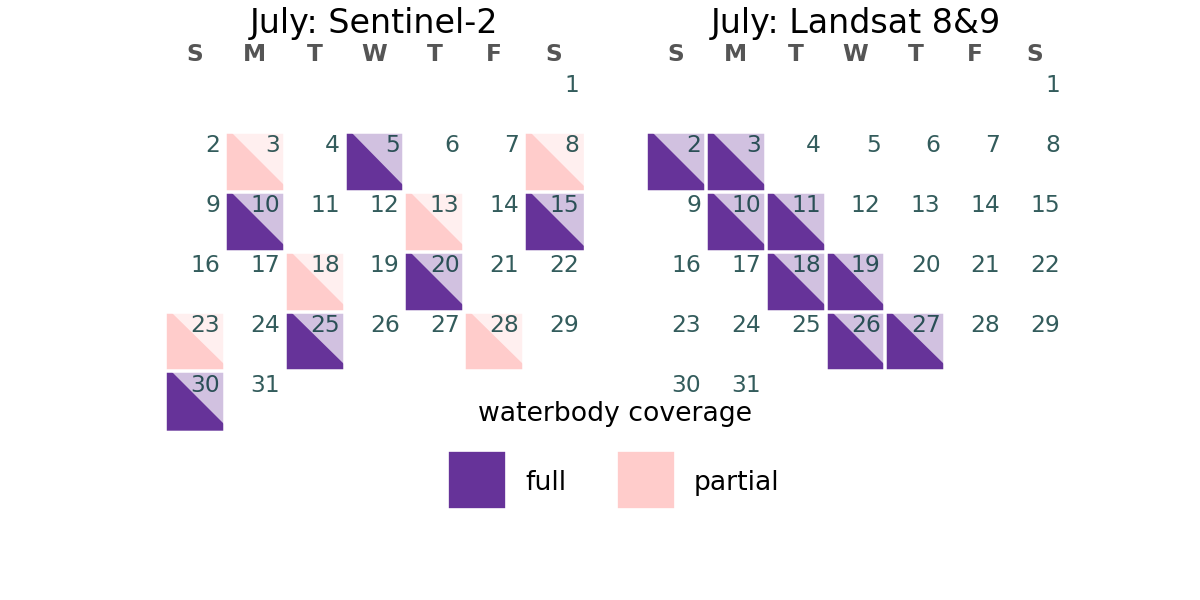 July: Sentinel-2
S M T W T F S
1
2 3 4 5 6 7 8
9 10 11 12 13 14 15
16 17 18 19 20 21 22
23 24 25 26 27 28 29
30 31
July: Landsat 8&9
S M T W T F S
1
2 3 4 5 6 7 8
9 10 11 12 13 14 15
16 17 18 19 20 21 22
23 24 25 26 27 28 29
30 31
waterbody coverage
full partial